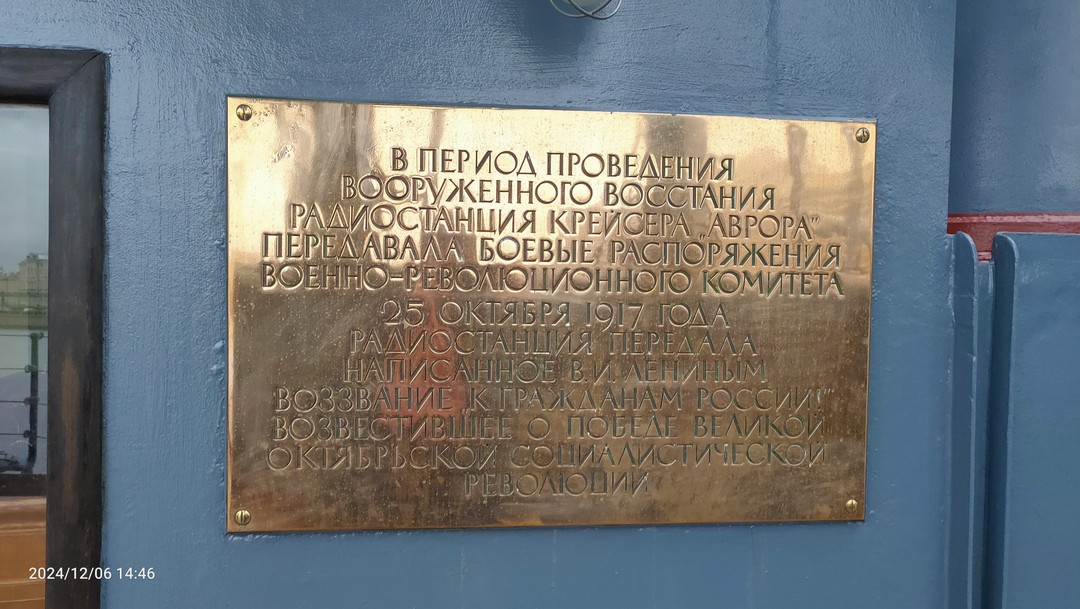 В ПЕРИОД ПРОВЕДЕНИЯ
ВООРУЖЕННОГО ВОССТАНИЯ
РАДИОСТАНЦИЯ КРЕЙСЕРА „АВРОРА"
ПЕРЕДАВАЛА БОЕВЫЕ РАСПОРЯЖЕНИЯ
ВОЕННО-РЕВОЛЮЦИОННОГО КОМИТЕТА
25 ОКТЯБРЯ 1917 ГОДА
РАДИОСТАНЦИЯ ПЕРЕДАЛА
НАПИСАННОЕ В.И. ЛЕНИНЫМ
ВОЗЗВАНИЕ "К ГРАЖДАНАМ РОССИИ!"
ВОЗВЕСТИВШЕЕ О ПОБЕДЕ ВЕЛИКОЙ
ОКТЯБРЬСКОЙ СОЦИАЛИСТИЧЕСКОЙ
РЕВОЛЮЦИИ
2024/12/06 14:46